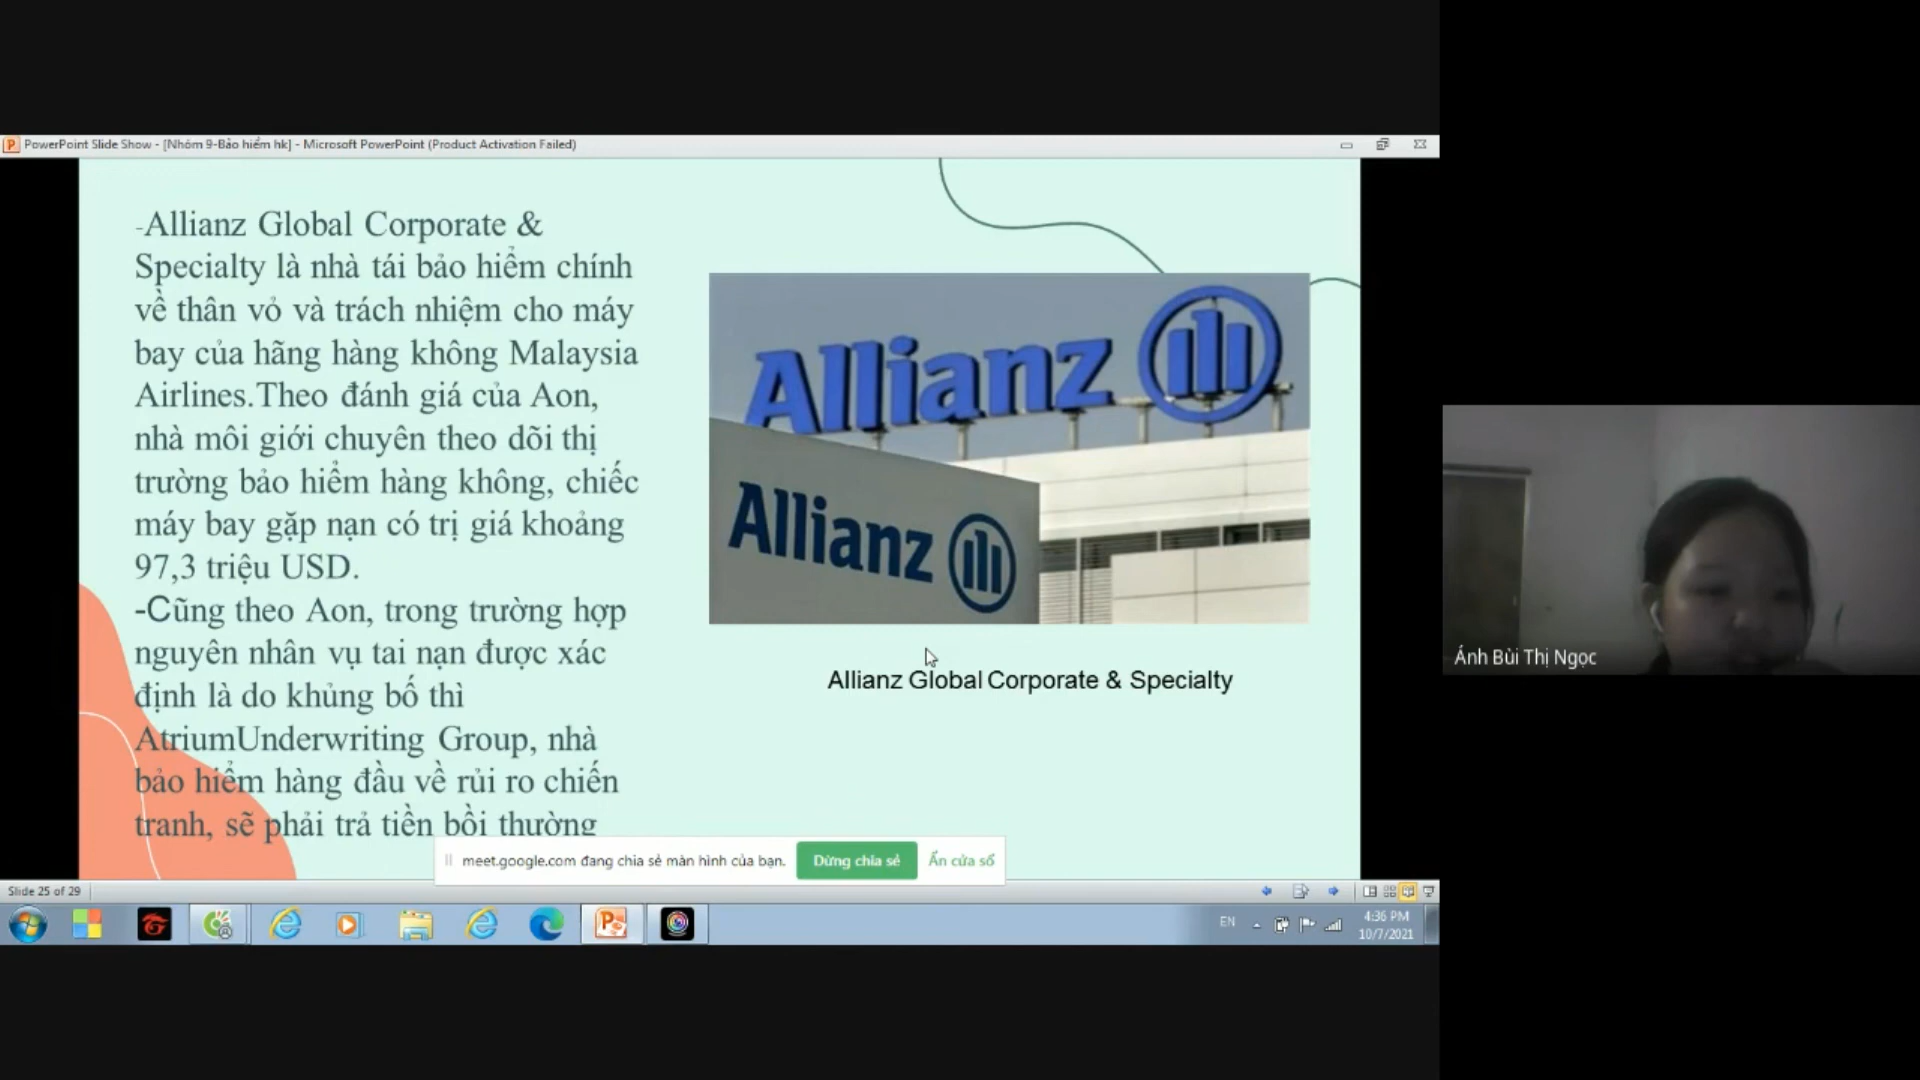 PowerPoint Slide Show - [Nhóm 9-Bảo hiểm hk] - Microsoft PowerPoint (Product Activation Failed)
-Allianz Global Corporate &
Specialty là nhà tái bảo hiểm chính
về thân vỏ và trách nhiệm cho máy
bay của hãng hàng không Malaysia
Airlines.Theo đánh giá của Aon,
nhà môi giới chuyên theo dõi thị
trường bảo hiểm hàng không, chiếc
máy bay gặp nạn có trị giá khoảng
97,3 triệu USD.
-Cũng theo Aon, trong trường hợp
nguyên nhân vụ tai nạn được xác
định là do khủng bố thì
AtriumUnderwriting Group, nhà
bảo hiểm hàng đầu về rủi ro chiến
tranh, sẽ phải trả tiền bồi thường
Allianz
Allianz
Allianz Global Corporate & Specialty
Ánh Bùi Thị Ngọc
meet.google.com đang chia sẻ màn hình của bạn.
Dừng chia sẻ
Ẩn cửa sổ
Slide 25 of 29
EN
4:36 PM
10/7/2021